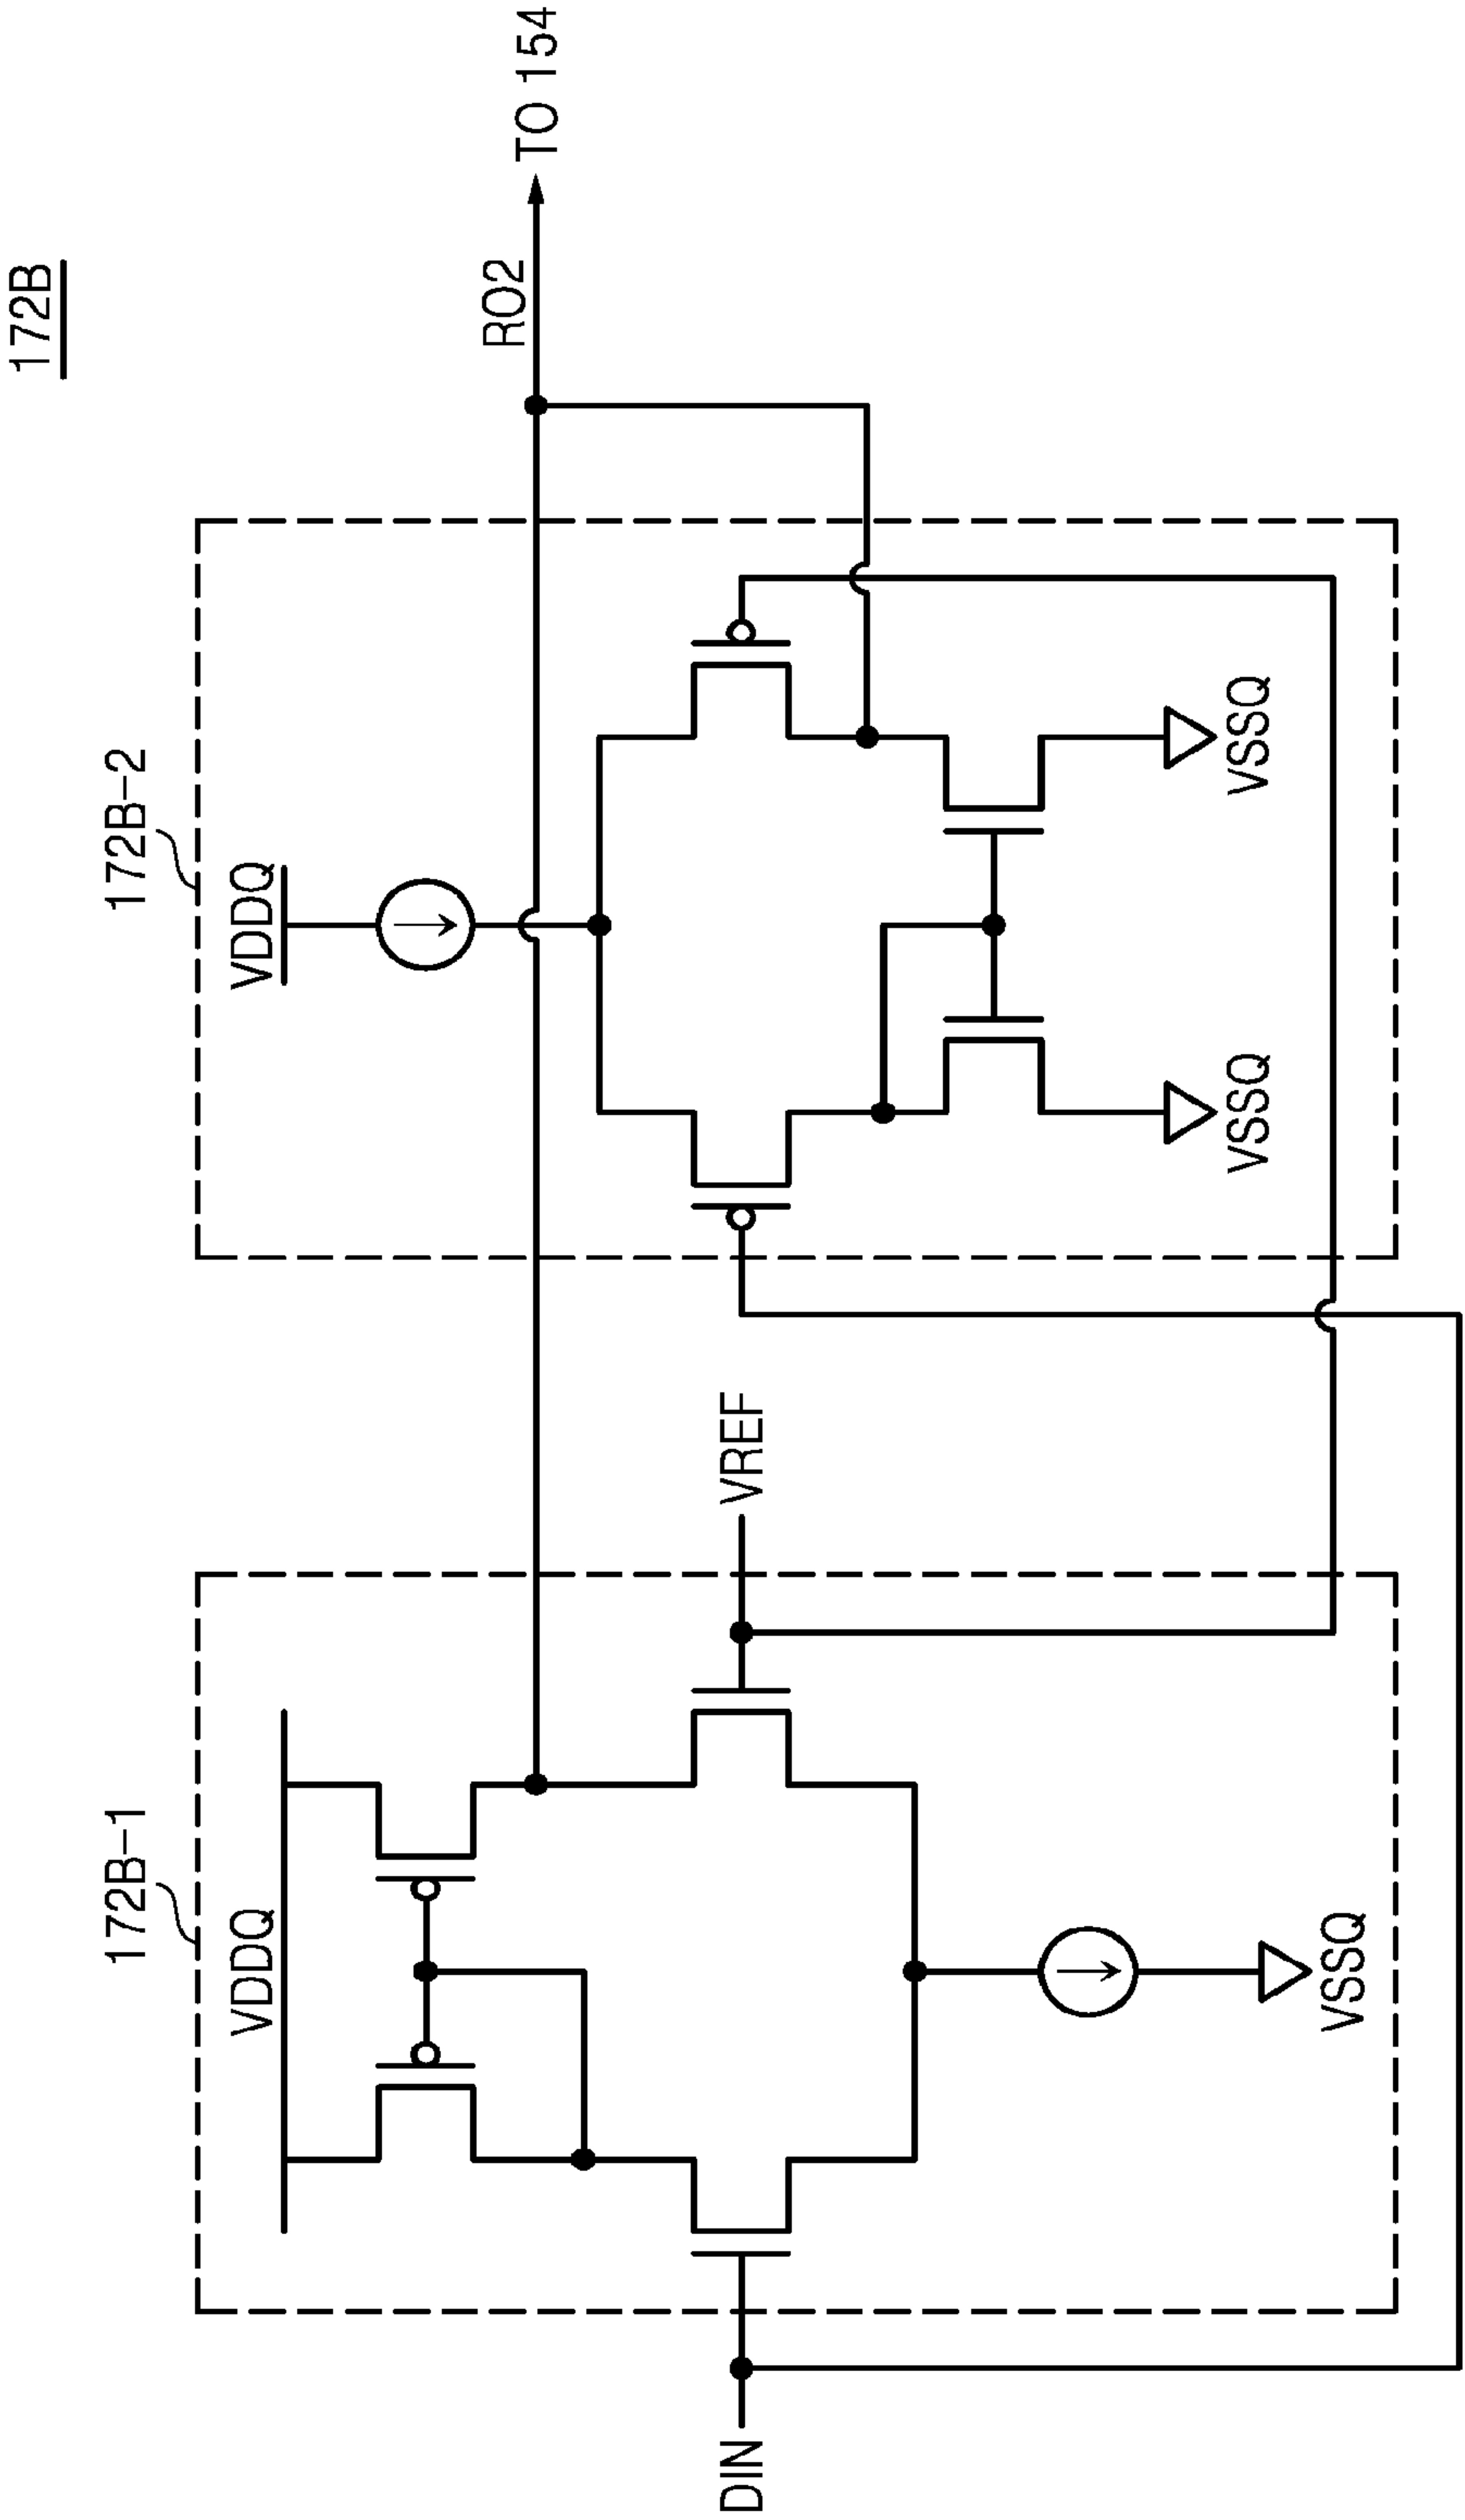 172B
172B-1
172B-2
VDDQ
VDDQ
RO2
TO 154
DIN
VREF
VSSQ
VSSQ
VSSQ